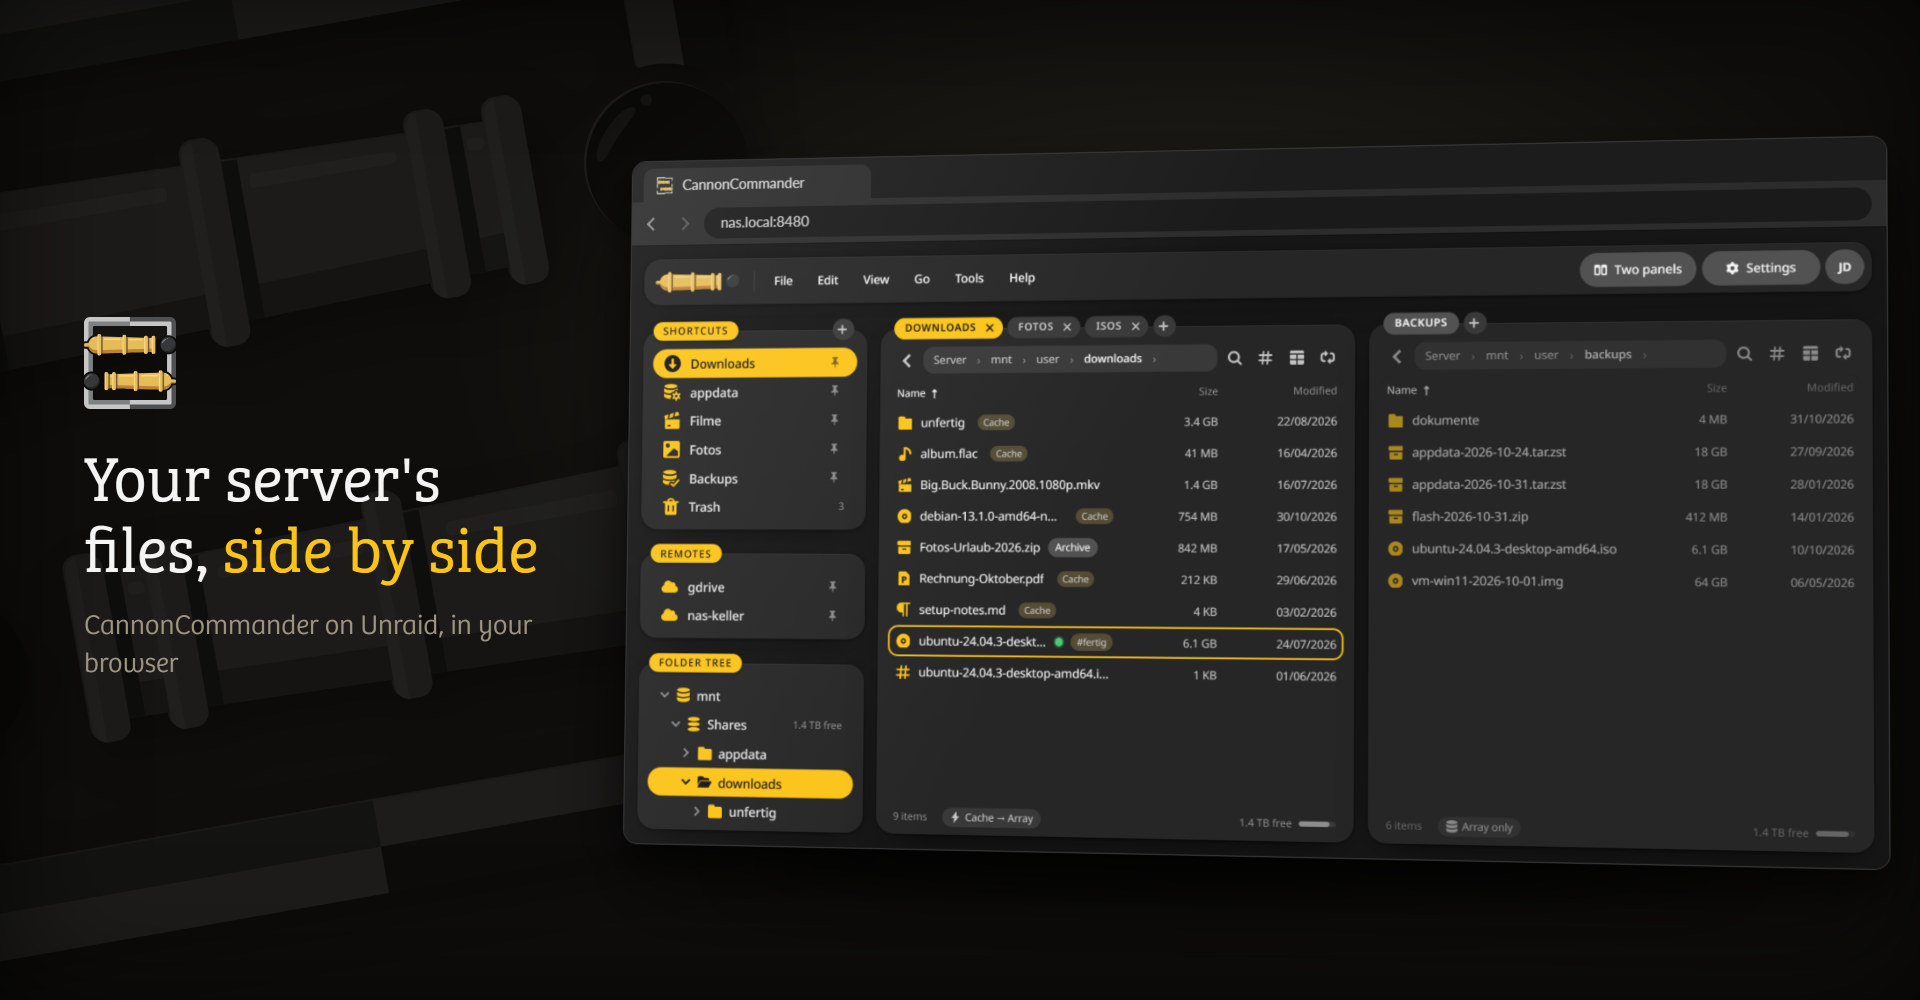 Your server's
files, side by side
CannonCommander on Unraid, in your
browser
CannonCommander
nas.local:8480
File Edit View Go Tools Help
Two panels Settings JD
SHORTCUTS +
Downloads
appdata
Filme
Fotos
Backups
Trash 3
REMOTES
gdrive
nas-keller
FOLDER TREE
mnt
Shares 1.4 TB free
appdata
downloads
unfertig
DOWNLOADS × FOTOS × ISOS × +
Server › mnt › user › downloads ›
Name ↑ Size Modified
unfertig Cache 3.4 GB 22/08/2026
album.flac Cache 41 MB 16/04/2026
Big.Buck.Bunny.2008.1080p.mkv 1.4 GB 16/07/2026
debian-13.1.0-amd64-n... Cache 754 MB 30/10/2026
Fotos-Urlaub-2026.zip Archive 842 MB 17/05/2026
Rechnung-Oktober.pdf Cache 212 KB 29/06/2026
setup-notes.md Cache 4 KB 03/02/2026
ubuntu-24.04.3-deskt... #fertig 6.1 GB 24/07/2026
ubuntu-24.04.3-desktop-amd64.i... 1 KB 01/06/2026
9 items Cache → Array 1.4 TB free
BACKUPS +
Server › mnt › user › backups ›
Name ↑ Size Modified
dokumente 4 MB 31/10/2026
appdata-2026-10-24.tar.zst 18 GB 27/09/2026
appdata-2026-10-31.tar.zst 18 GB 28/01/2026
flash-2026-10-31.zip 412 MB 14/01/2026
ubuntu-24.04.3-desktop-amd64.iso 6.1 GB 10/10/2026
vm-win11-2026-10-01.img 64 GB 06/05/2026
6 items Array only 1.4 TB free